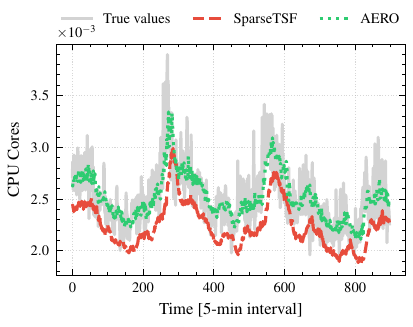 True values SparseTSF AERO
×10⁻³
3.5
3.0
2.5
2.0
CPU Cores
0 200 400 600 800
Time [5-min interval]